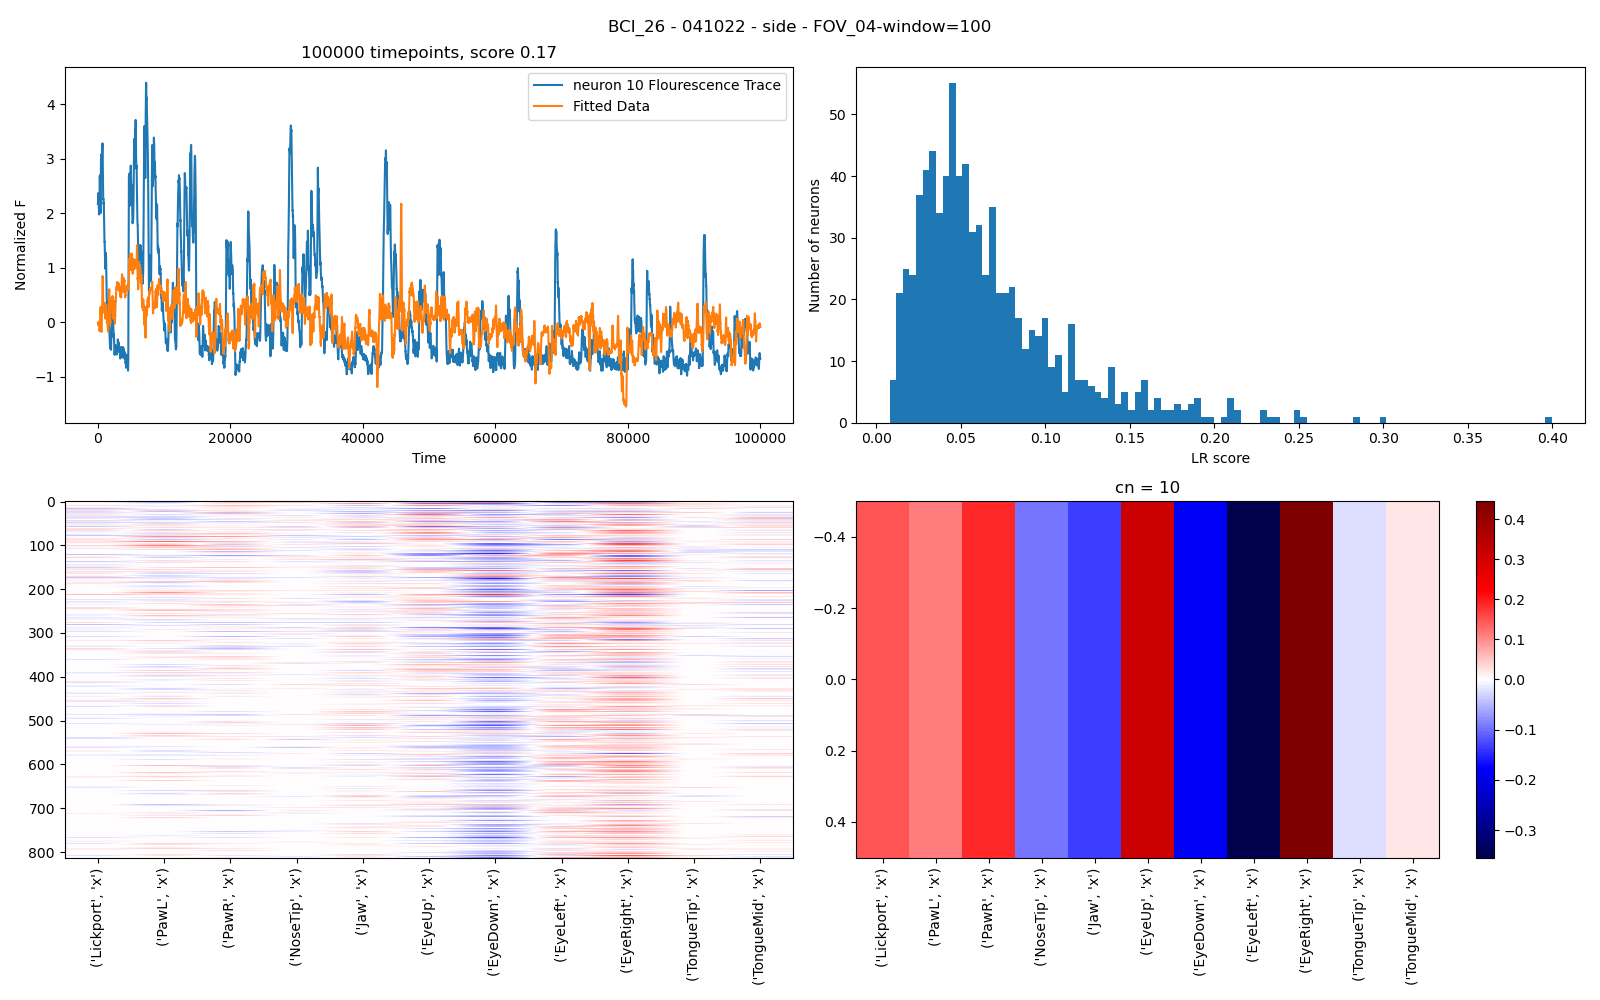 BCI_26 - 041022 - side - FOV_04-window=100
100000 timepoints, score 0.17
neuron 10 Flourescence Trace
Fitted Data
Normalized F
4
3
2
1
0
−1
0
20000
40000
60000
80000
100000
Time
Number of neurons
50
40
30
20
10
0
0.00
0.05
0.10
0.15
0.20
0.25
0.30
0.35
0.40
LR score
0
100
200
300
400
500
600
700
800
('Lickport', 'x')
('PawL', 'x')
('PawR', 'x')
('NoseTip', 'x')
('Jaw', 'x')
('EyeUp', 'x')
('EyeDown', 'x')
('EyeLeft', 'x')
('EyeRight', 'x')
('TongueTip', 'x')
('TongueMid', 'x')
cn = 10
−0.4
−0.2
0.0
0.2
0.4
('Lickport', 'x')
('PawL', 'x')
('PawR', 'x')
('NoseTip', 'x')
('Jaw', 'x')
('EyeUp', 'x')
('EyeDown', 'x')
('EyeLeft', 'x')
('EyeRight', 'x')
('TongueTip', 'x')
('TongueMid', 'x')
0.4
0.3
0.2
0.1
0.0
−0.1
−0.2
−0.3